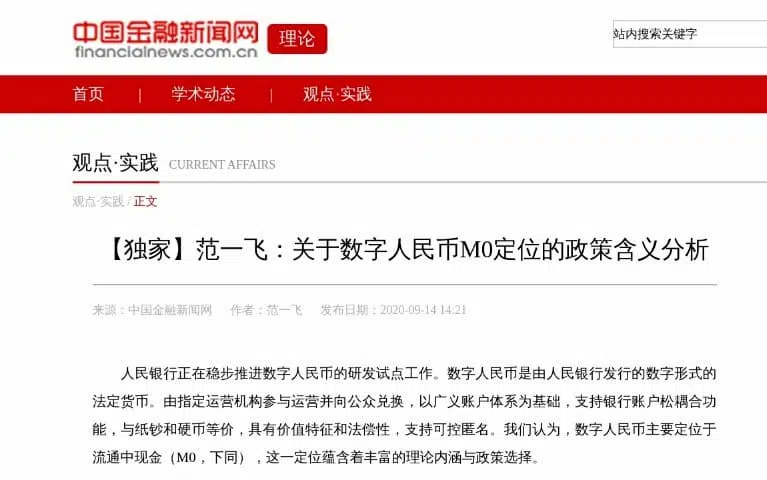 中国金融新闻网 理论
financialnews.com.cn
站内搜索关键字
首页 | 学术动态 | 观点·实践
观点·实践 CURRENT AFFAIRS
观点·实践 / 正文
【独家】范一飞：关于数字人民币M0定位的政策含义分析
来源：中国金融新闻网 作者：范一飞 发布日期：2020-09-14 14:21
人民银行正在稳步推进数字人民币的研发试点工作。数字人民币是由人民银行发行的数字形式的
法定货币。由指定运营机构参与运营并向公众兑换，以广义账户体系为基础，支持银行账户松耦合功
能，与纸钞和硬币等价，具有价值特征和法偿性，支持可控匿名。我们认为，数字人民币主要定位于
流通中现金（M0，下同），这一定位蕴含着丰富的理论内涵与政策选择。